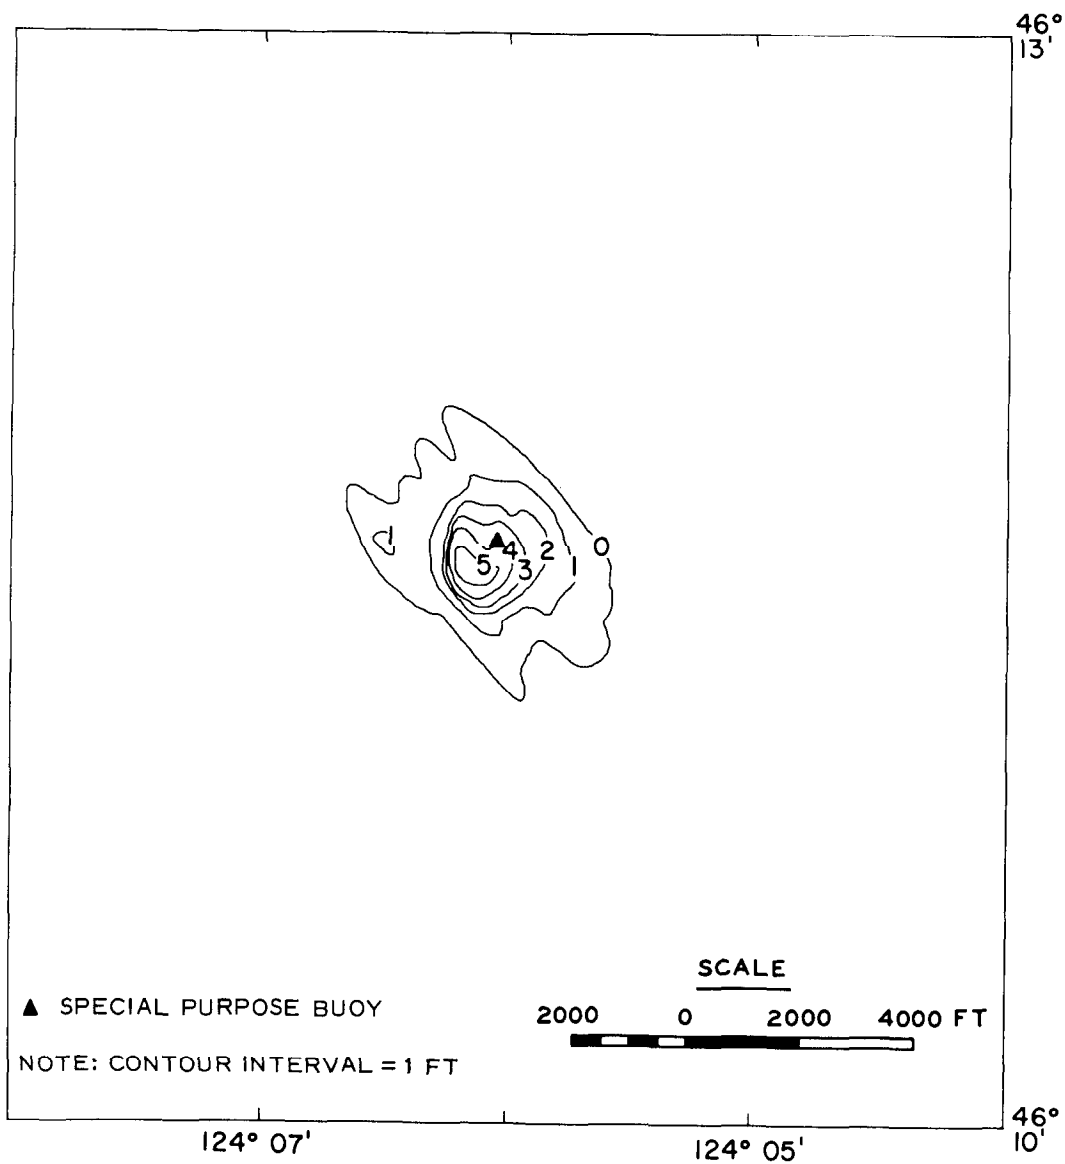 46°
13'
1
0
2
4
1
5
3
SCALE
▲ SPECIAL PURPOSE BUOY
2000 0 2000 4000 FT
NOTE: CONTOUR INTERVAL = 1 FT
46°
10'
124° 07' 124° 05'